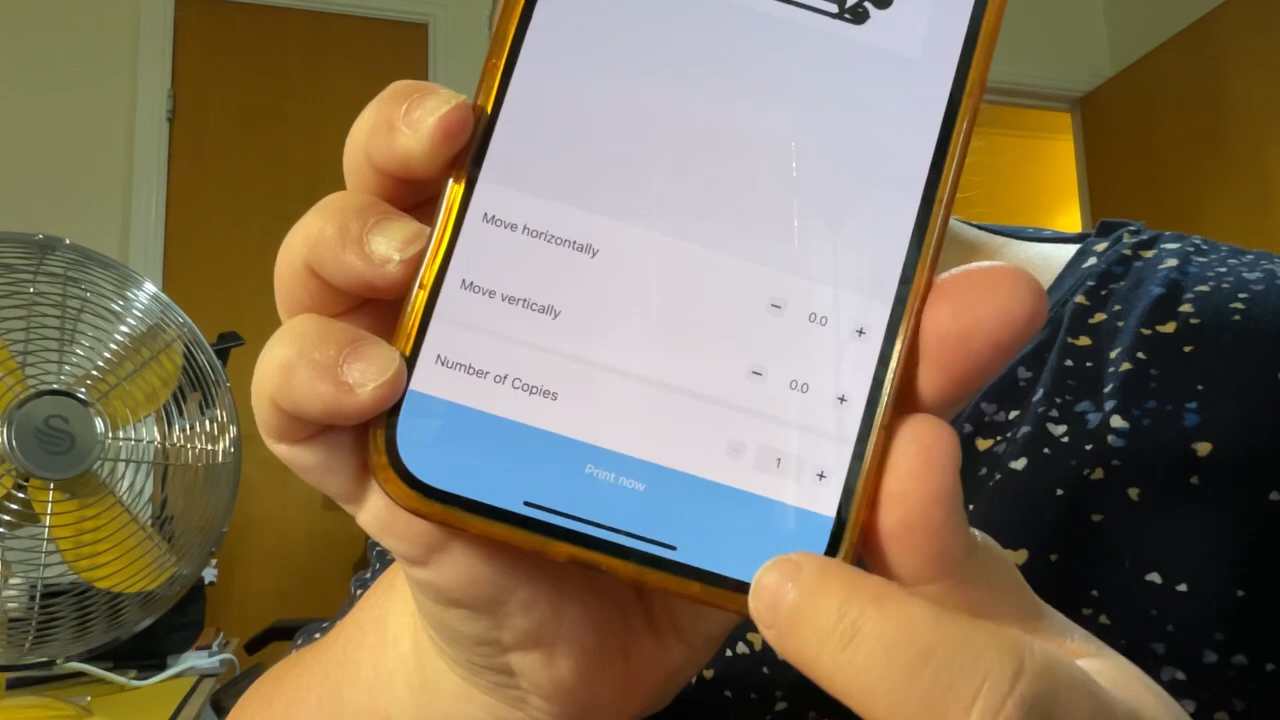 Move horizontally
− 0.0 +
Move vertically
− 0.0 +
Number of Copies
− 1 +
Print now